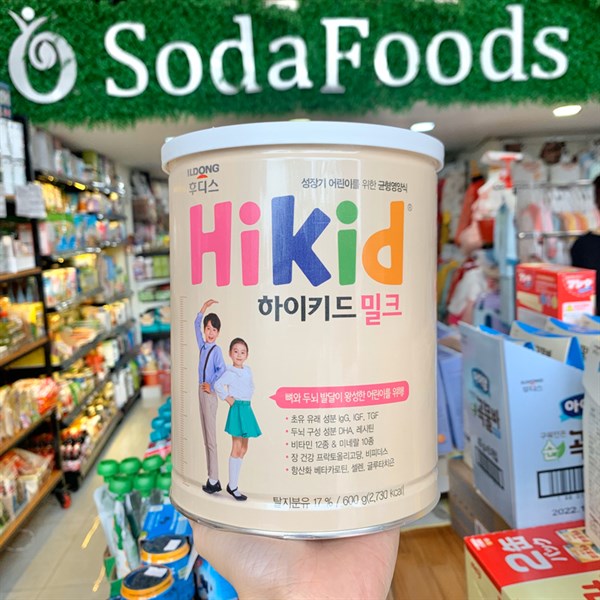 SodaFoods
ILDONG
후디스
성장기 어린이를 위한 균형영양식
Hikid
하이키드 밀크
뼈와 두뇌 발달이 왕성한 어린이를 위해!
• 초유 유래 성분 IgG, IGF, TGF
• 두뇌 구성 성분 DHA, 레시틴
• 비타민 12종 & 미네랄 10종
• 장 건강 프락토올리고당, 비피더스
• 항산화 베타카로틴, 셀렌, 글루타치온
탈지분유 17 % / 600 g (2,730 kcal)
2022.1